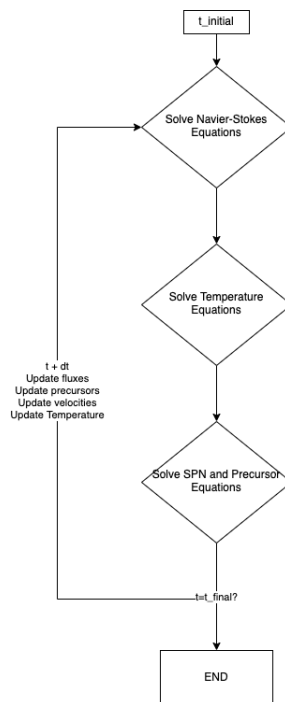 t_initial
Solve Navier-Stokes
Equations
Solve Temperature
Equations
t + dt
Update fluxes
Update precursors
Update velocities
Update Temperature
Solve SPN and Precursor
Equations
t=t_final?
END